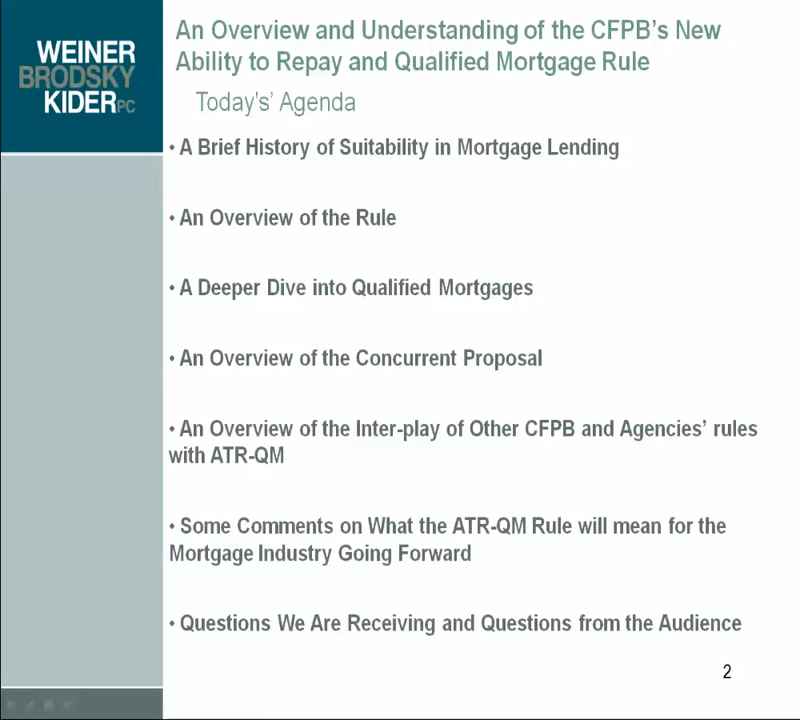 WEINER
BRODSKY
KIDER PC
An Overview and Understanding of the CFPB's New
Ability to Repay and Qualified Mortgage Rule
Today's' Agenda
• A Brief History of Suitability in Mortgage Lending
• An Overview of the Rule
• A Deeper Dive into Qualified Mortgages
• An Overview of the Concurrent Proposal
• An Overview of the Inter-play of Other CFPB and Agencies' rules
with ATR-QM
• Some Comments on What the ATR-QM Rule will mean for the
Mortgage Industry Going Forward
• Questions We Are Receiving and Questions from the Audience
2